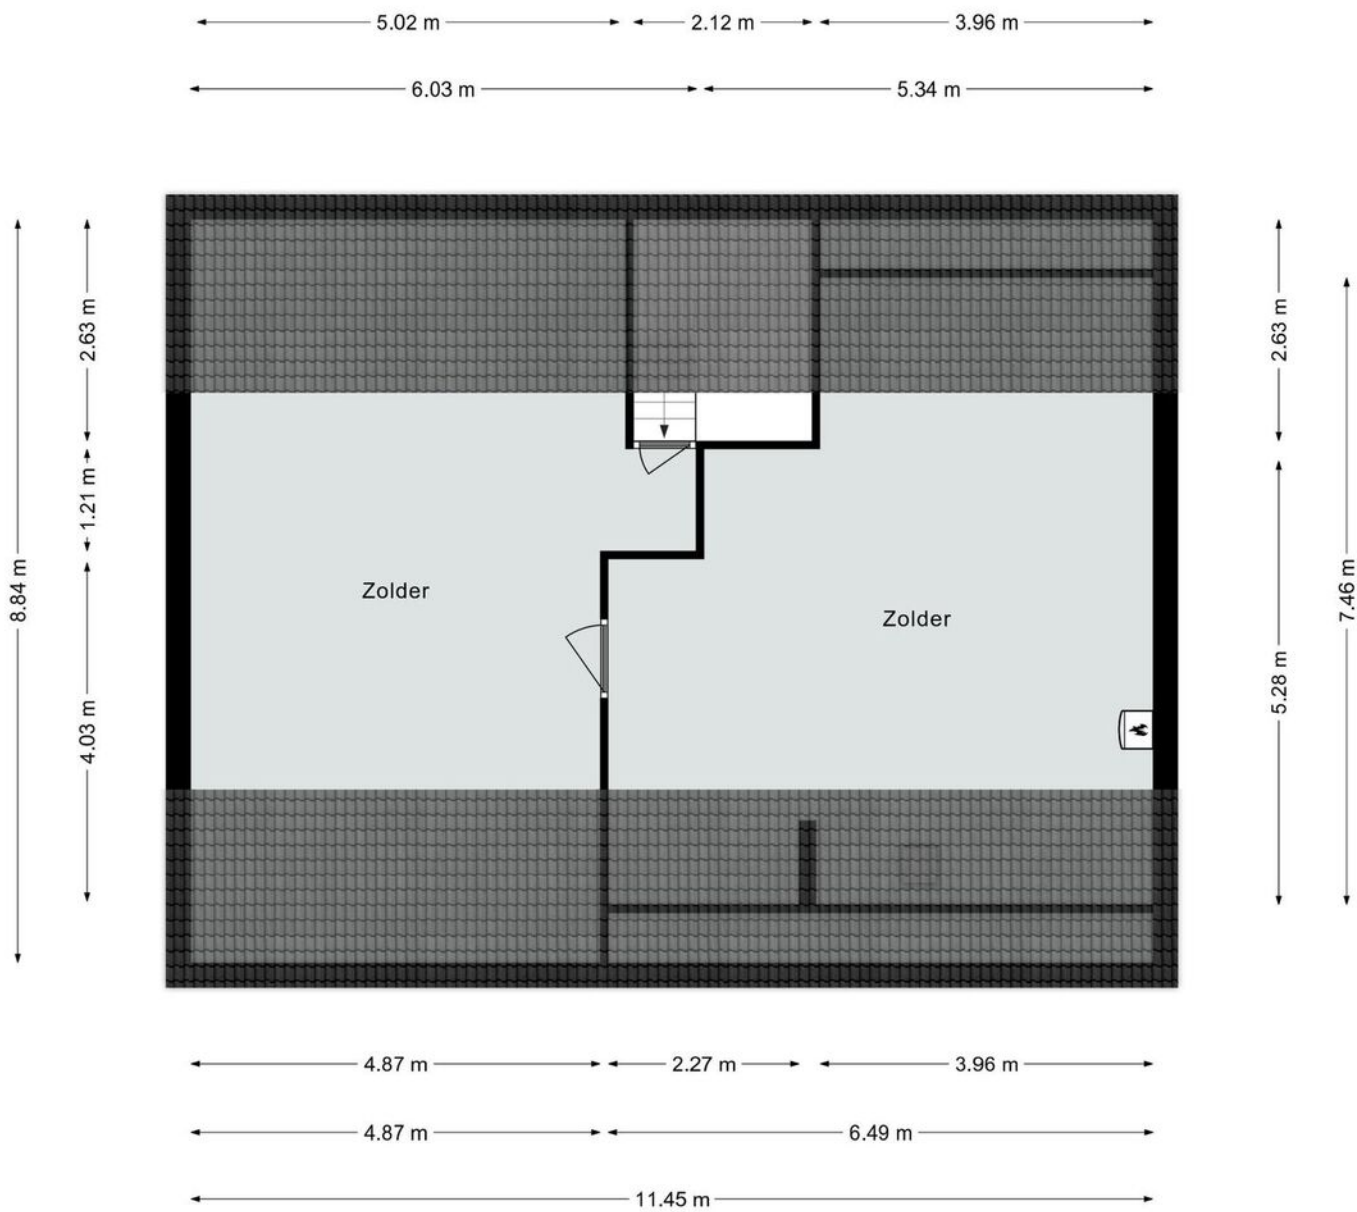 5.02 m 2.12 m 3.96 m
6.03 m 5.34 m
2.63 m
1.21 m
8.84 m
4.03 m
Zolder
Zolder
2.63 m
7.46 m
5.28 m
4.87 m 2.27 m 3.96 m
4.87 m 6.49 m
11.45 m